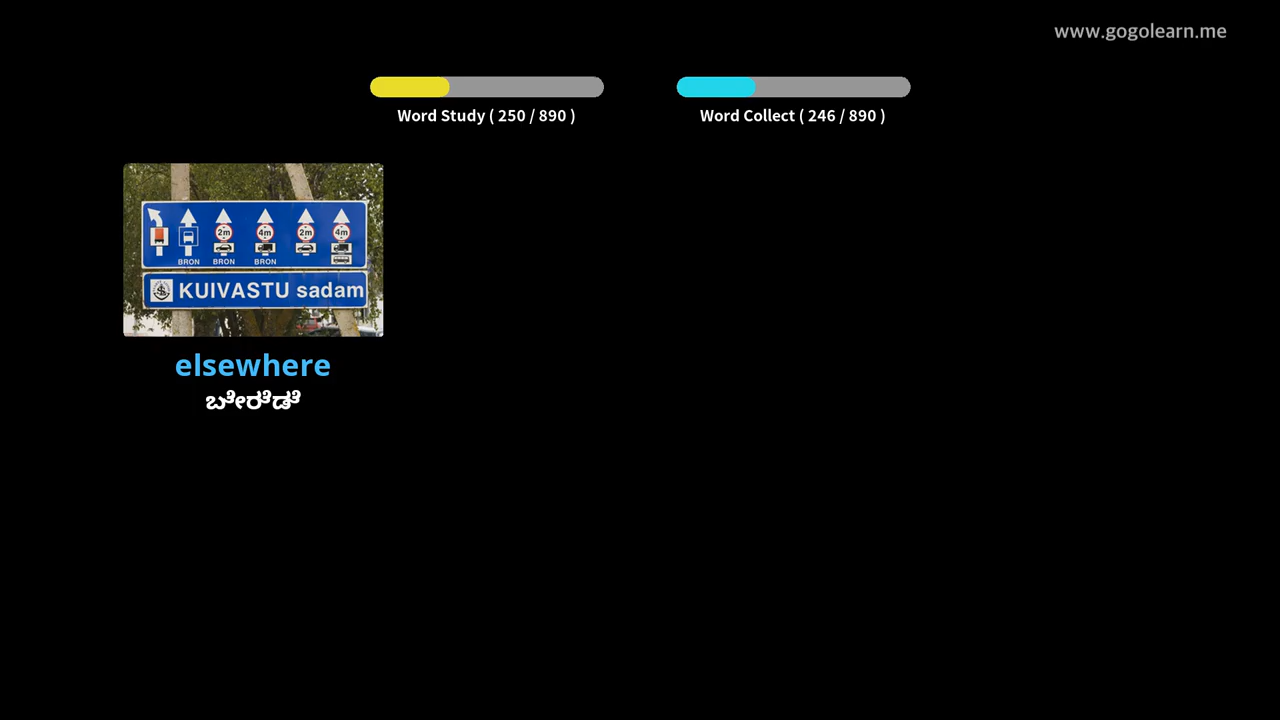 www.gogolearn.me
Word Study ( 250 / 890 )
Word Collect ( 246 / 890 )
2m 4m 2m 4m
BRON BRON BRON
KUIVASTU sadam
elsewhere
ಬೇರೆಡೆ